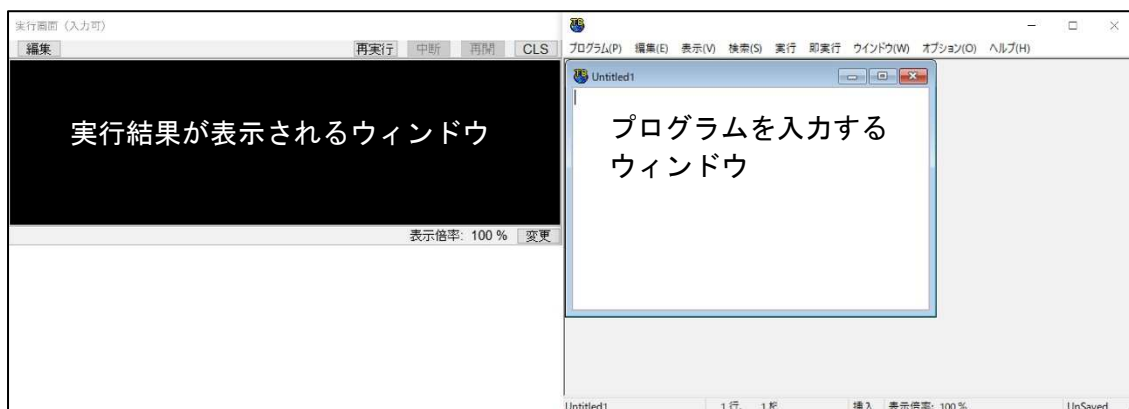 実行画面 (入力可)
編集 再実行 中断 再開 CLS
実行結果が表示されるウィンドウ
表示倍率: 100 % 変更
プログラム(P) 編集(E) 表示(V) 検索(S) 実行 即実行 ウインドウ(W) オプション(O) ヘルプ(H)
Untitled1
プログラムを入力する
ウィンドウ
Untitled1 1行, 1桁 挿入 表示倍率: 100 % UnSaved